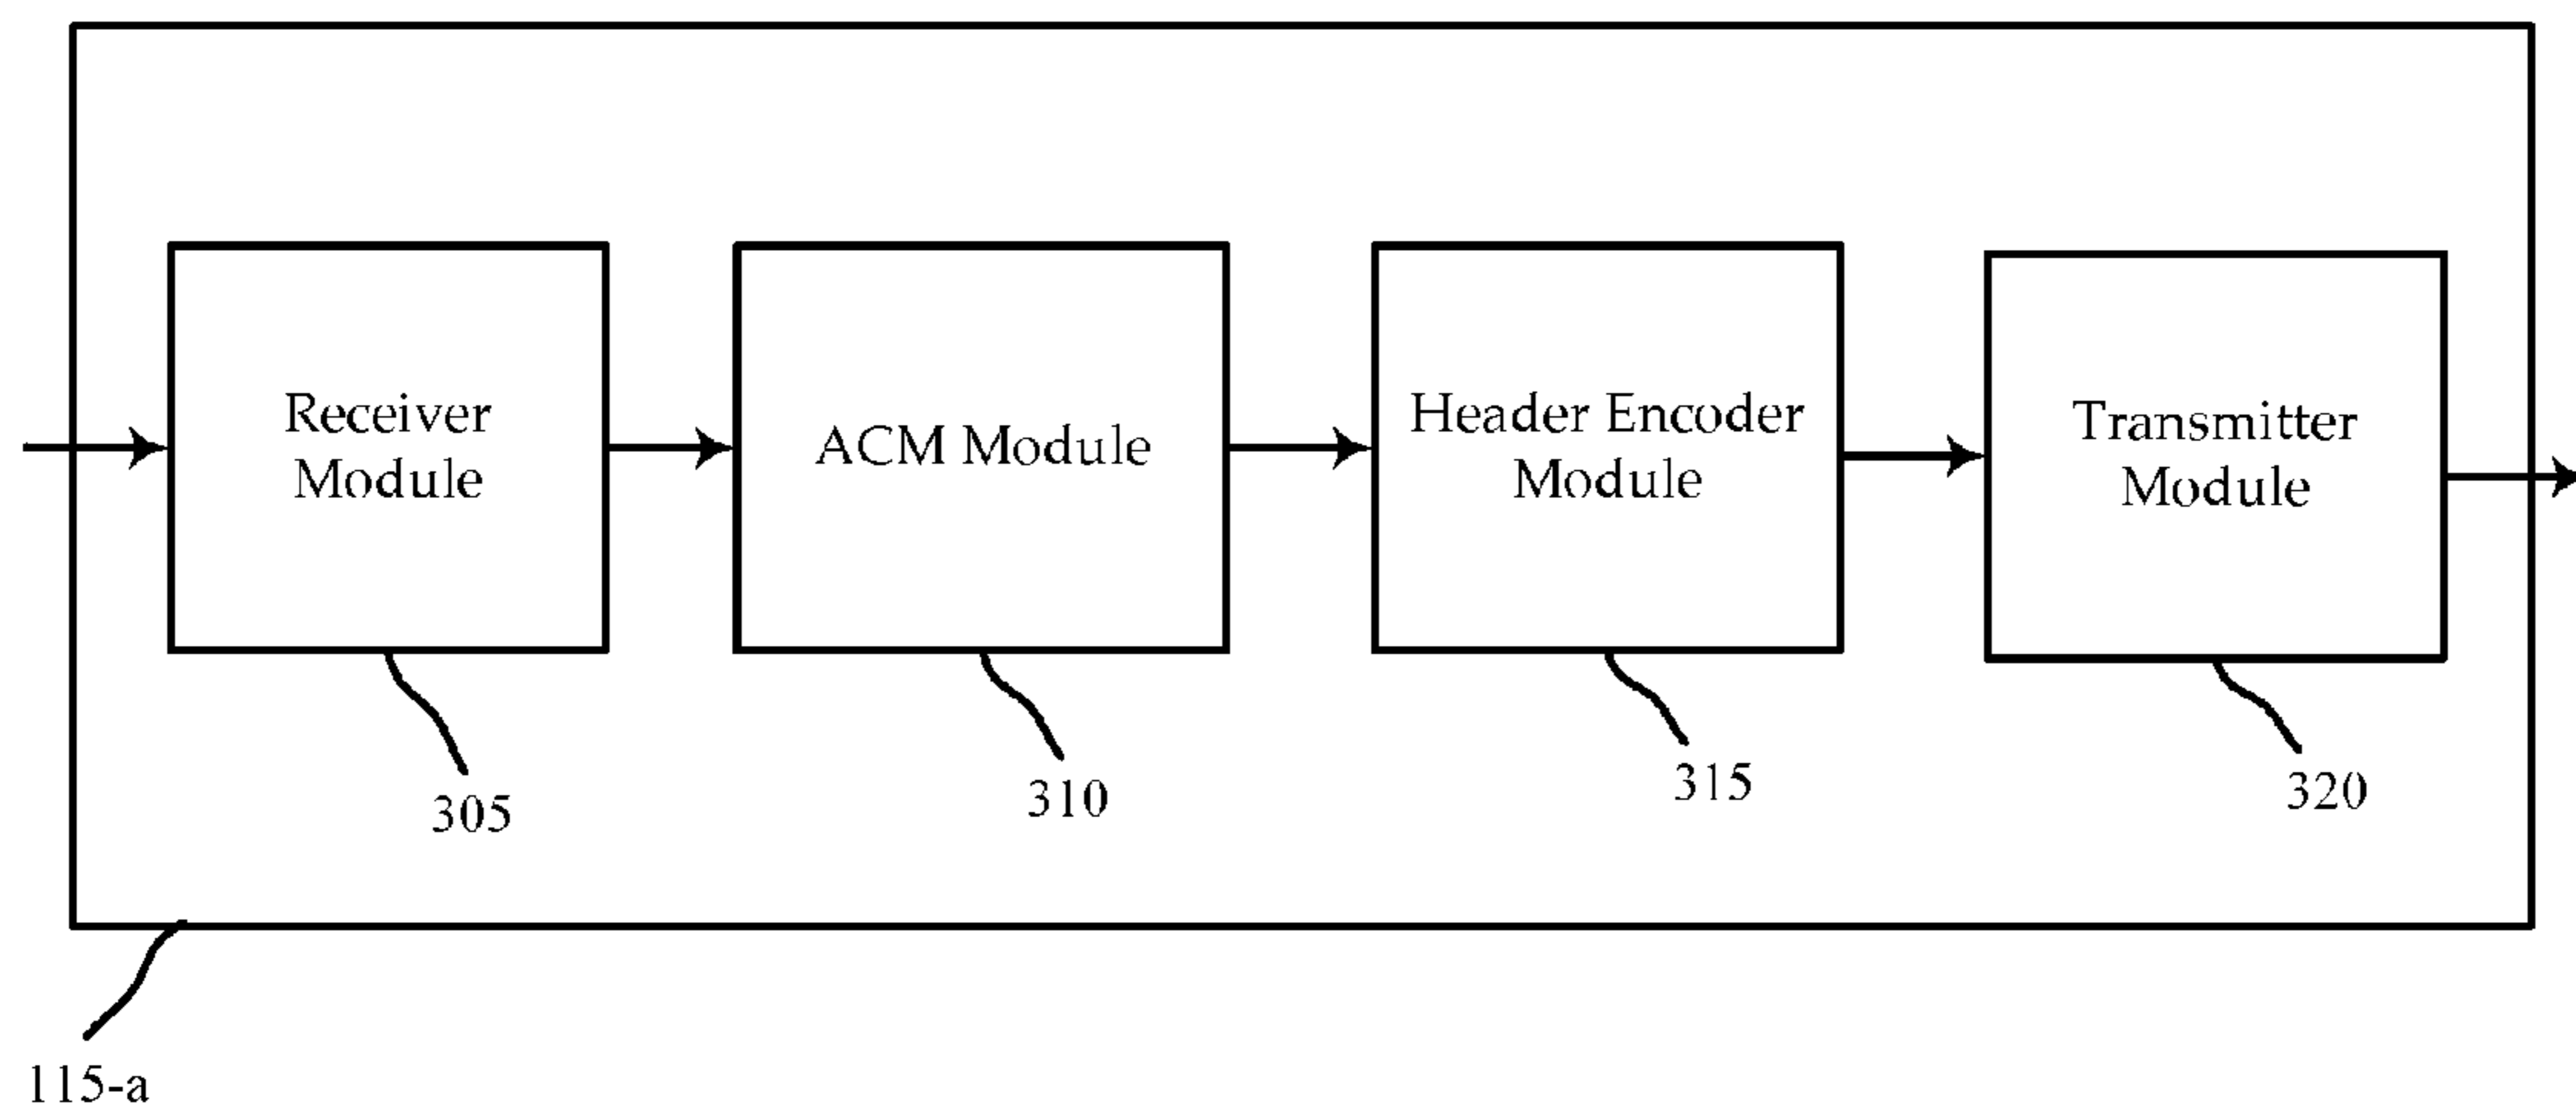 Receiver
Module
ACM Module
Header Encoder
Module
Transmitter
Module
305
310
315
320
115-a